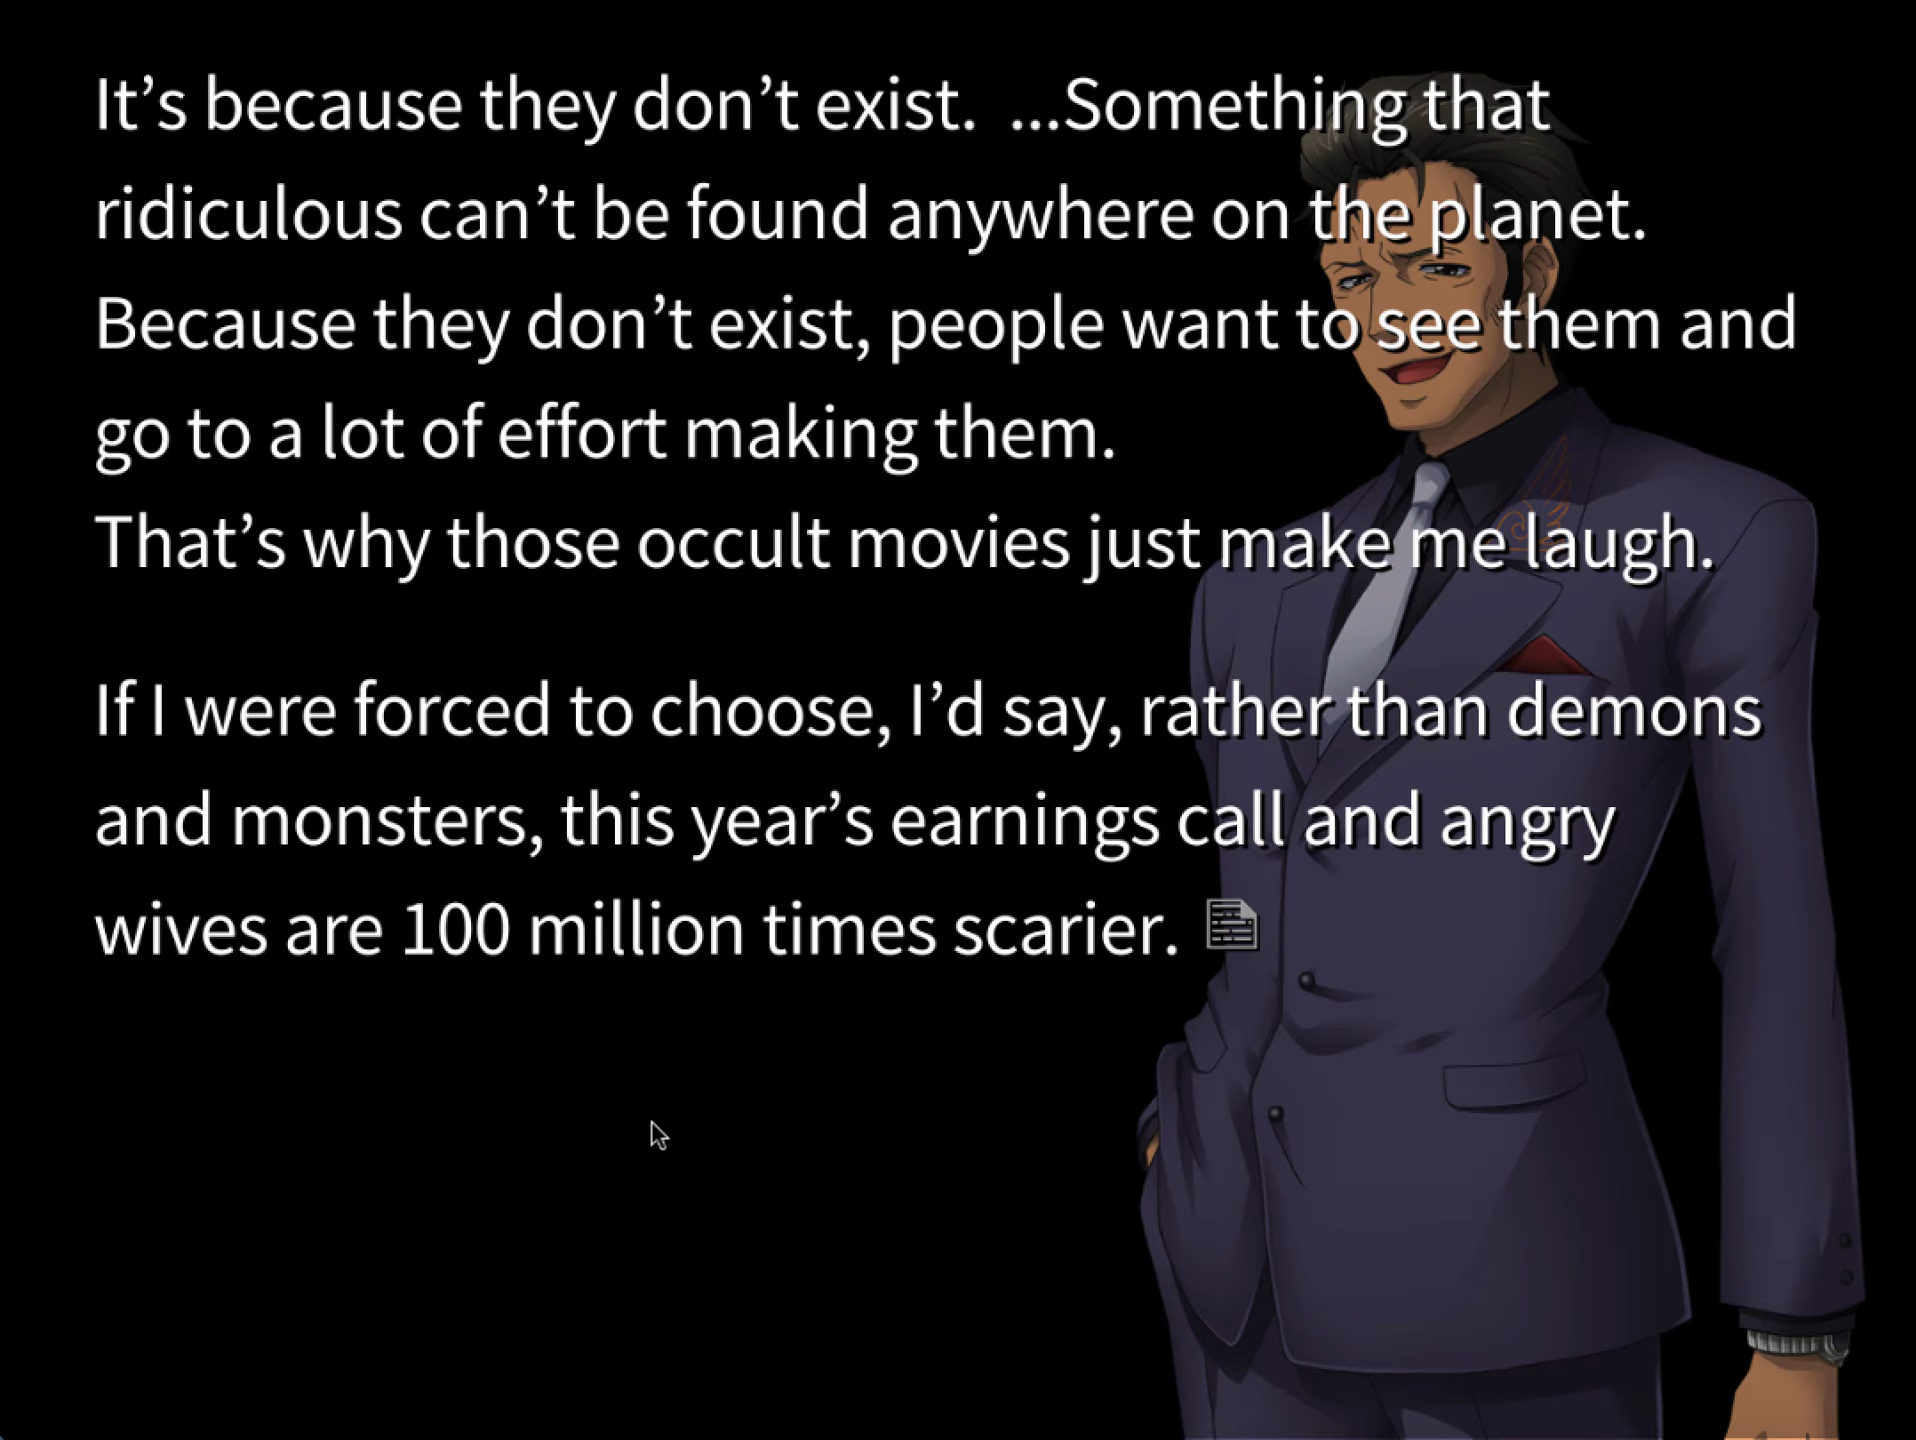 It’s because they don’t exist.  ...Something that
ridiculous can’t be found anywhere on the planet.
Because they don’t exist, people want to see them and
go to a lot of effort making them.
That’s why those occult movies just make me laugh.
If I were forced to choose, I’d say, rather than demons
and monsters, this year’s earnings call and angry
wives are 100 million times scarier.